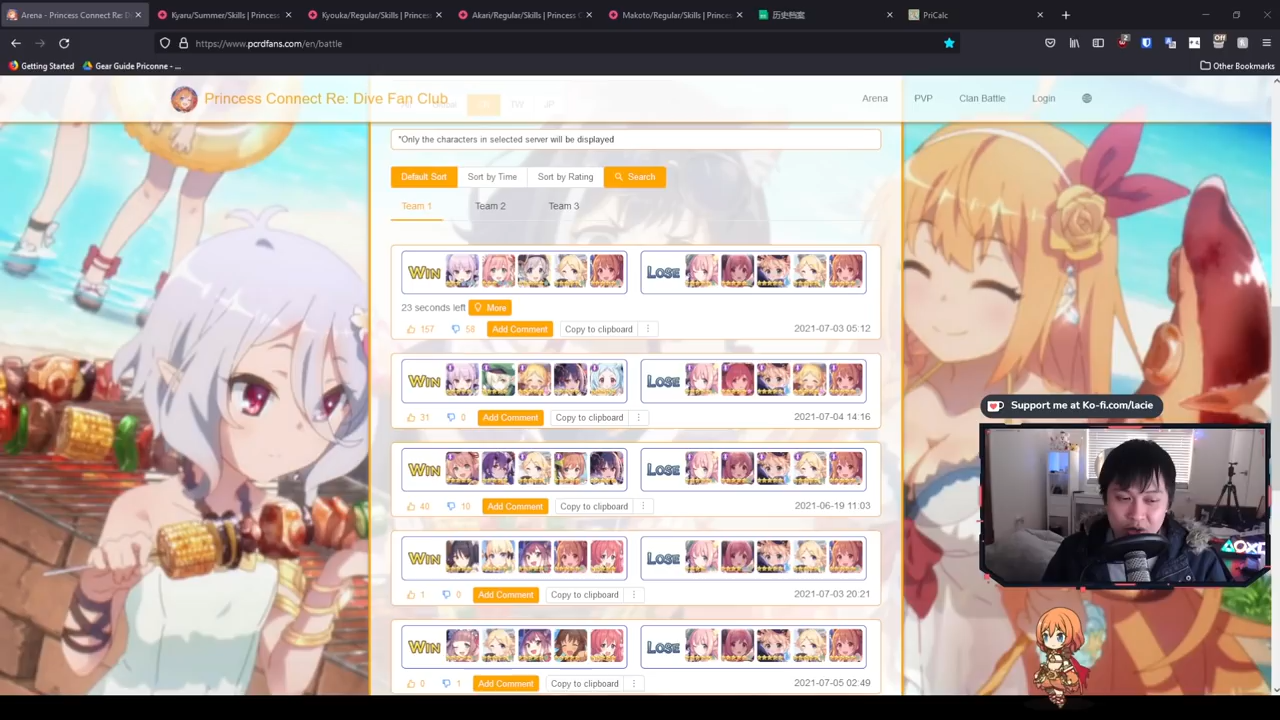 Arena - Princess Connect Re: Di
Kyaru/Summer/Skills | Princess
Kyouka/Regular/Skills | Princes
Akari/Regular/Skills | Princess C
Makoto/Regular/Skills | Princes
历史档案
PriCalc
https://www.pcrdfans.com/en/battle
2
Off
Getting Started
Gear Guide Priconne - ...
Other Bookmarks
Princess Connect Re: Dive Fan Club
Arena
PVP
Clan Battle
Login
TW
JP
*Only the characters in selected server will be displayed
Default Sort
Sort by Time
Sort by Rating
Search
Team 1
Team 2
Team 3
WIN
LOSE
23 seconds left
More
157
58
Add Comment
Copy to clipboard
2021-07-03 05:12
WIN
LOSE
31
0
Add Comment
Copy to clipboard
2021-07-04 14:16
WIN
LOSE
40
10
Add Comment
Copy to clipboard
2021-06-19 11:03
WIN
LOSE
1
0
Add Comment
Copy to clipboard
2021-07-03 20:21
WIN
LOSE
0
1
Add Comment
Copy to clipboard
2021-07-05 02:49
Support me at Ko-fi.com/lacie